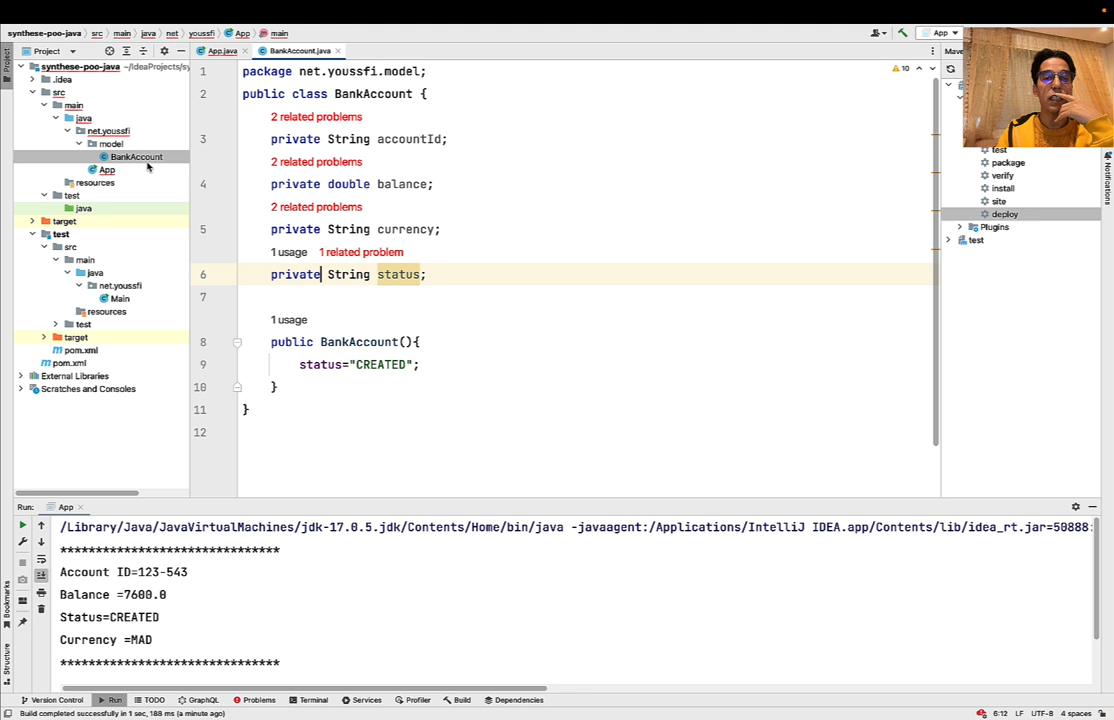 synthese-poo-java > src > main > java > net > youssfi > App > main
App
Project
App.java
BankAccount.java
Mave
Project
synthese-poo-java ~/IdeaProjects/sy
.idea
src
main
java
net.youssfi
model
BankAccount
App
resources
test
java
target
test
src
main
java
net.youssfi
Main
resources
test
target
pom.xml
pom.xml
External Libraries
Scratches and Consoles
1 package net.youssfi.model;
2 public class BankAccount {
2 related problems
3 private String accountId;
2 related problems
4 private double balance;
2 related problems
5 private String currency;
1 usage 1 related problem
6 private String status;
7
1 usage
8 public BankAccount(){
9 status="CREATED";
10 }
11 }
12
10
test
package
verify
install
site
deploy
Plugins
test
Notifications
Run: App
/Library/Java/JavaVirtualMachines/jdk-17.0.5.jdk/Contents/Home/bin/java -javaagent:/Applications/IntelliJ IDEA.app/Contents/lib/idea_rt.jar=50888:
*******************************
Account ID=123-543
Balance =7600.0
Status=CREATED
Currency =MAD
*******************************
Bookmarks
Structure
Version Control
Run
TODO
GraphQL
Problems
Terminal
Services
Profiler
Build
Dependencies
Build completed successfully in 1 sec, 188 ms (a minute ago)
6:12 LF UTF-8 4 spaces